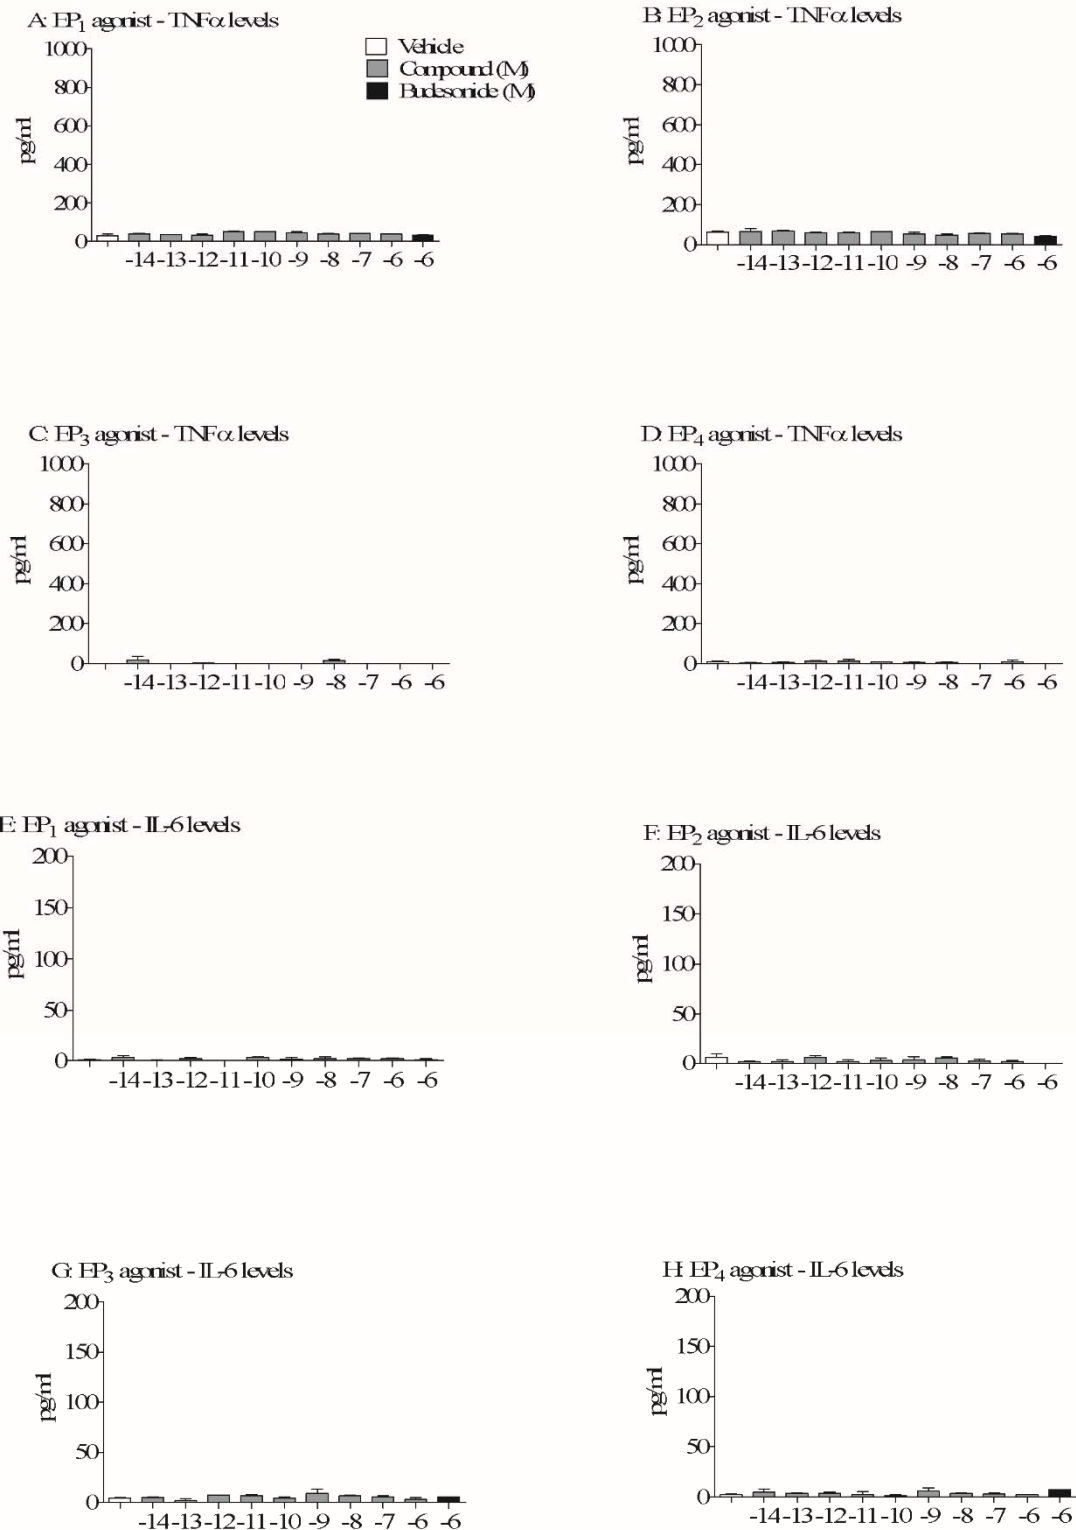 A: EP1 agonist - TNFα levels
1000
800
600
400
200
0
pg/ml
Vehicle
Compound (M)
Budesonide (M)
-14 -13 -12 -11 -10 -9 -8 -7 -6 -6
B: EP2 agonist - TNFα levels
1000
800
600
400
200
0
pg/ml
-14 -13 -12 -11 -10 -9 -8 -7 -6 -6
C: EP3 agonist - TNFα levels
1000
800
600
400
200
0
pg/ml
-14 -13 -12 -11 -10 -9 -8 -7 -6 -6
D: EP4 agonist - TNFα levels
1000
800
600
400
200
0
pg/ml
-14 -13 -12 -11 -10 -9 -8 -7 -6 -6
E: EP1 agonist - IL-6 levels
200
150
100
50
0
pg/ml
-14 -13 -12 -11 -10 -9 -8 -7 -6 -6
F: EP2 agonist - IL-6 levels
200
150
100
50
0
pg/ml
-14 -13 -12 -11 -10 -9 -8 -7 -6 -6
G: EP3 agonist - IL-6 levels
200
150
100
50
0
pg/ml
-14 -13 -12 -11 -10 -9 -8 -7 -6 -6
H: EP4 agonist - IL-6 levels
200
150
100
50
0
pg/ml
-14 -13 -12 -11 -10 -9 -8 -7 -6 -6